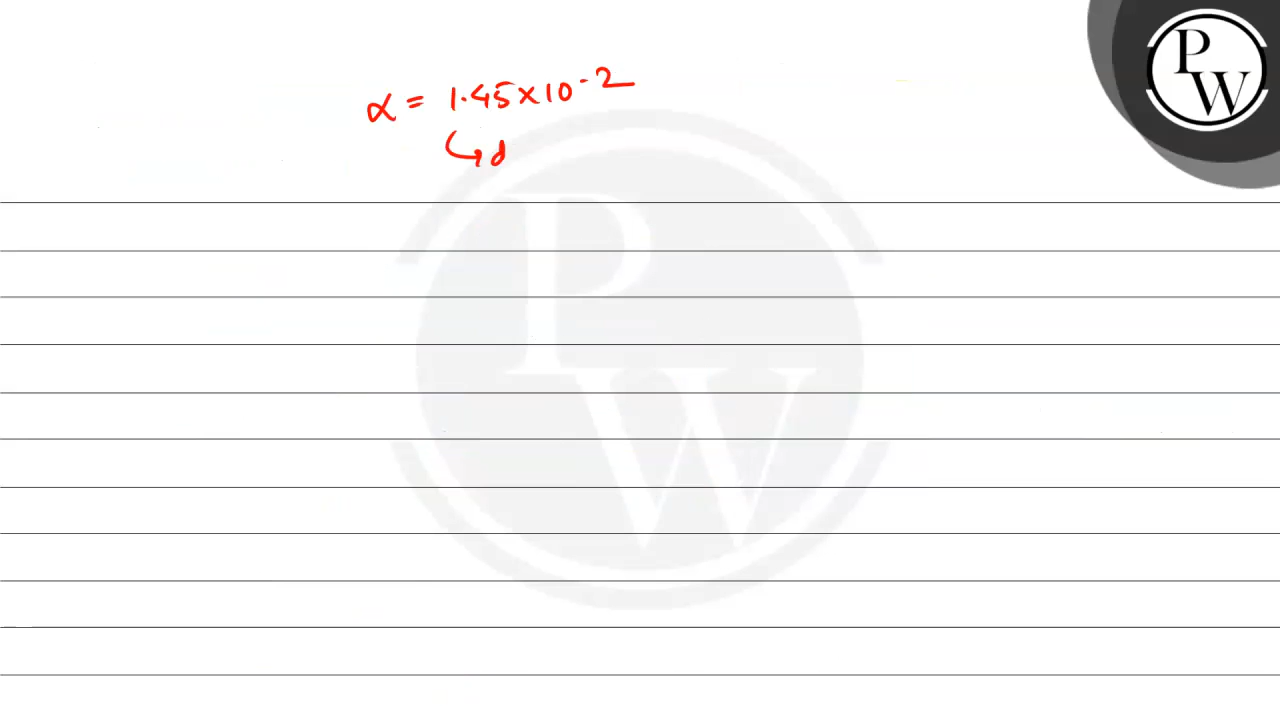 α = 1.45×10⁻²
↳ d
P
W
P
W